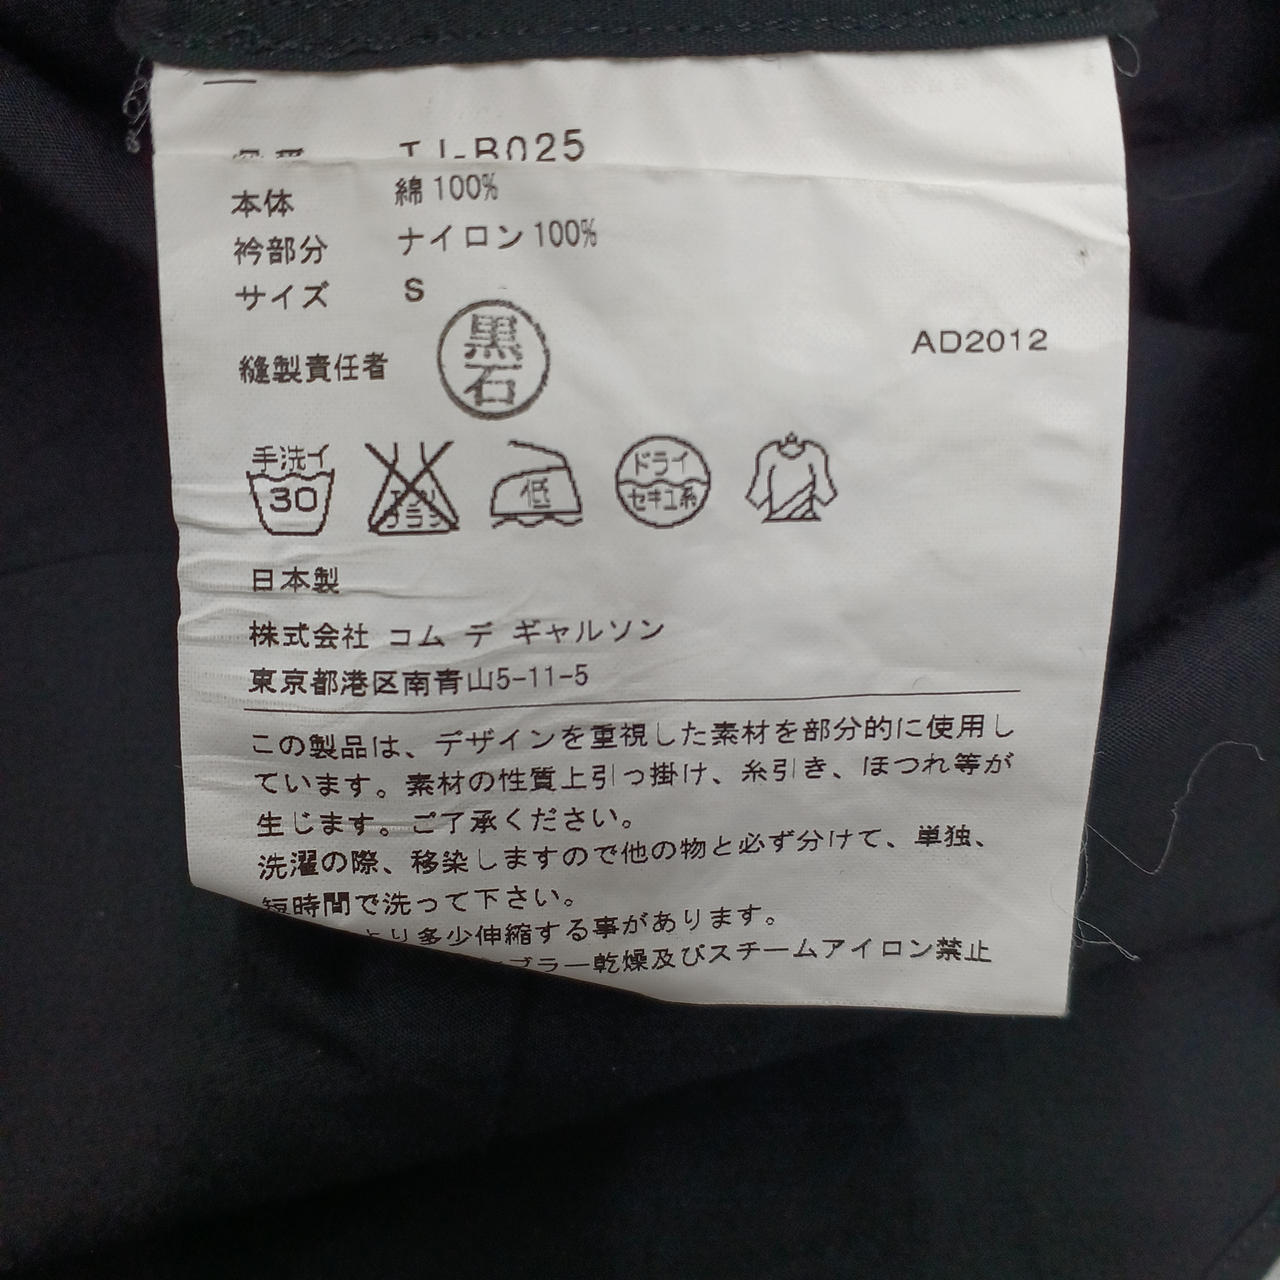 025
本体 綿100%
衿部分 ナイロン100%
サイズ S
縫製責任者 黒石
AD2012
手洗イ 30
低
ドライ
セキユ系
日本製
株式会社 コム デ ギャルソン
東京都港区南青山5-11-5
この製品は、デザインを重視した素材を部分的に使用し
ています。素材の性質上引っ掛け、糸引き、ほつれ等が
生じます。ご了承ください。
洗濯の際、移染しますので他の物と必ず分けて、単独、
短時間で洗って下さい。
より多少伸縮する事があります。
乾燥及びスチームアイロン禁止